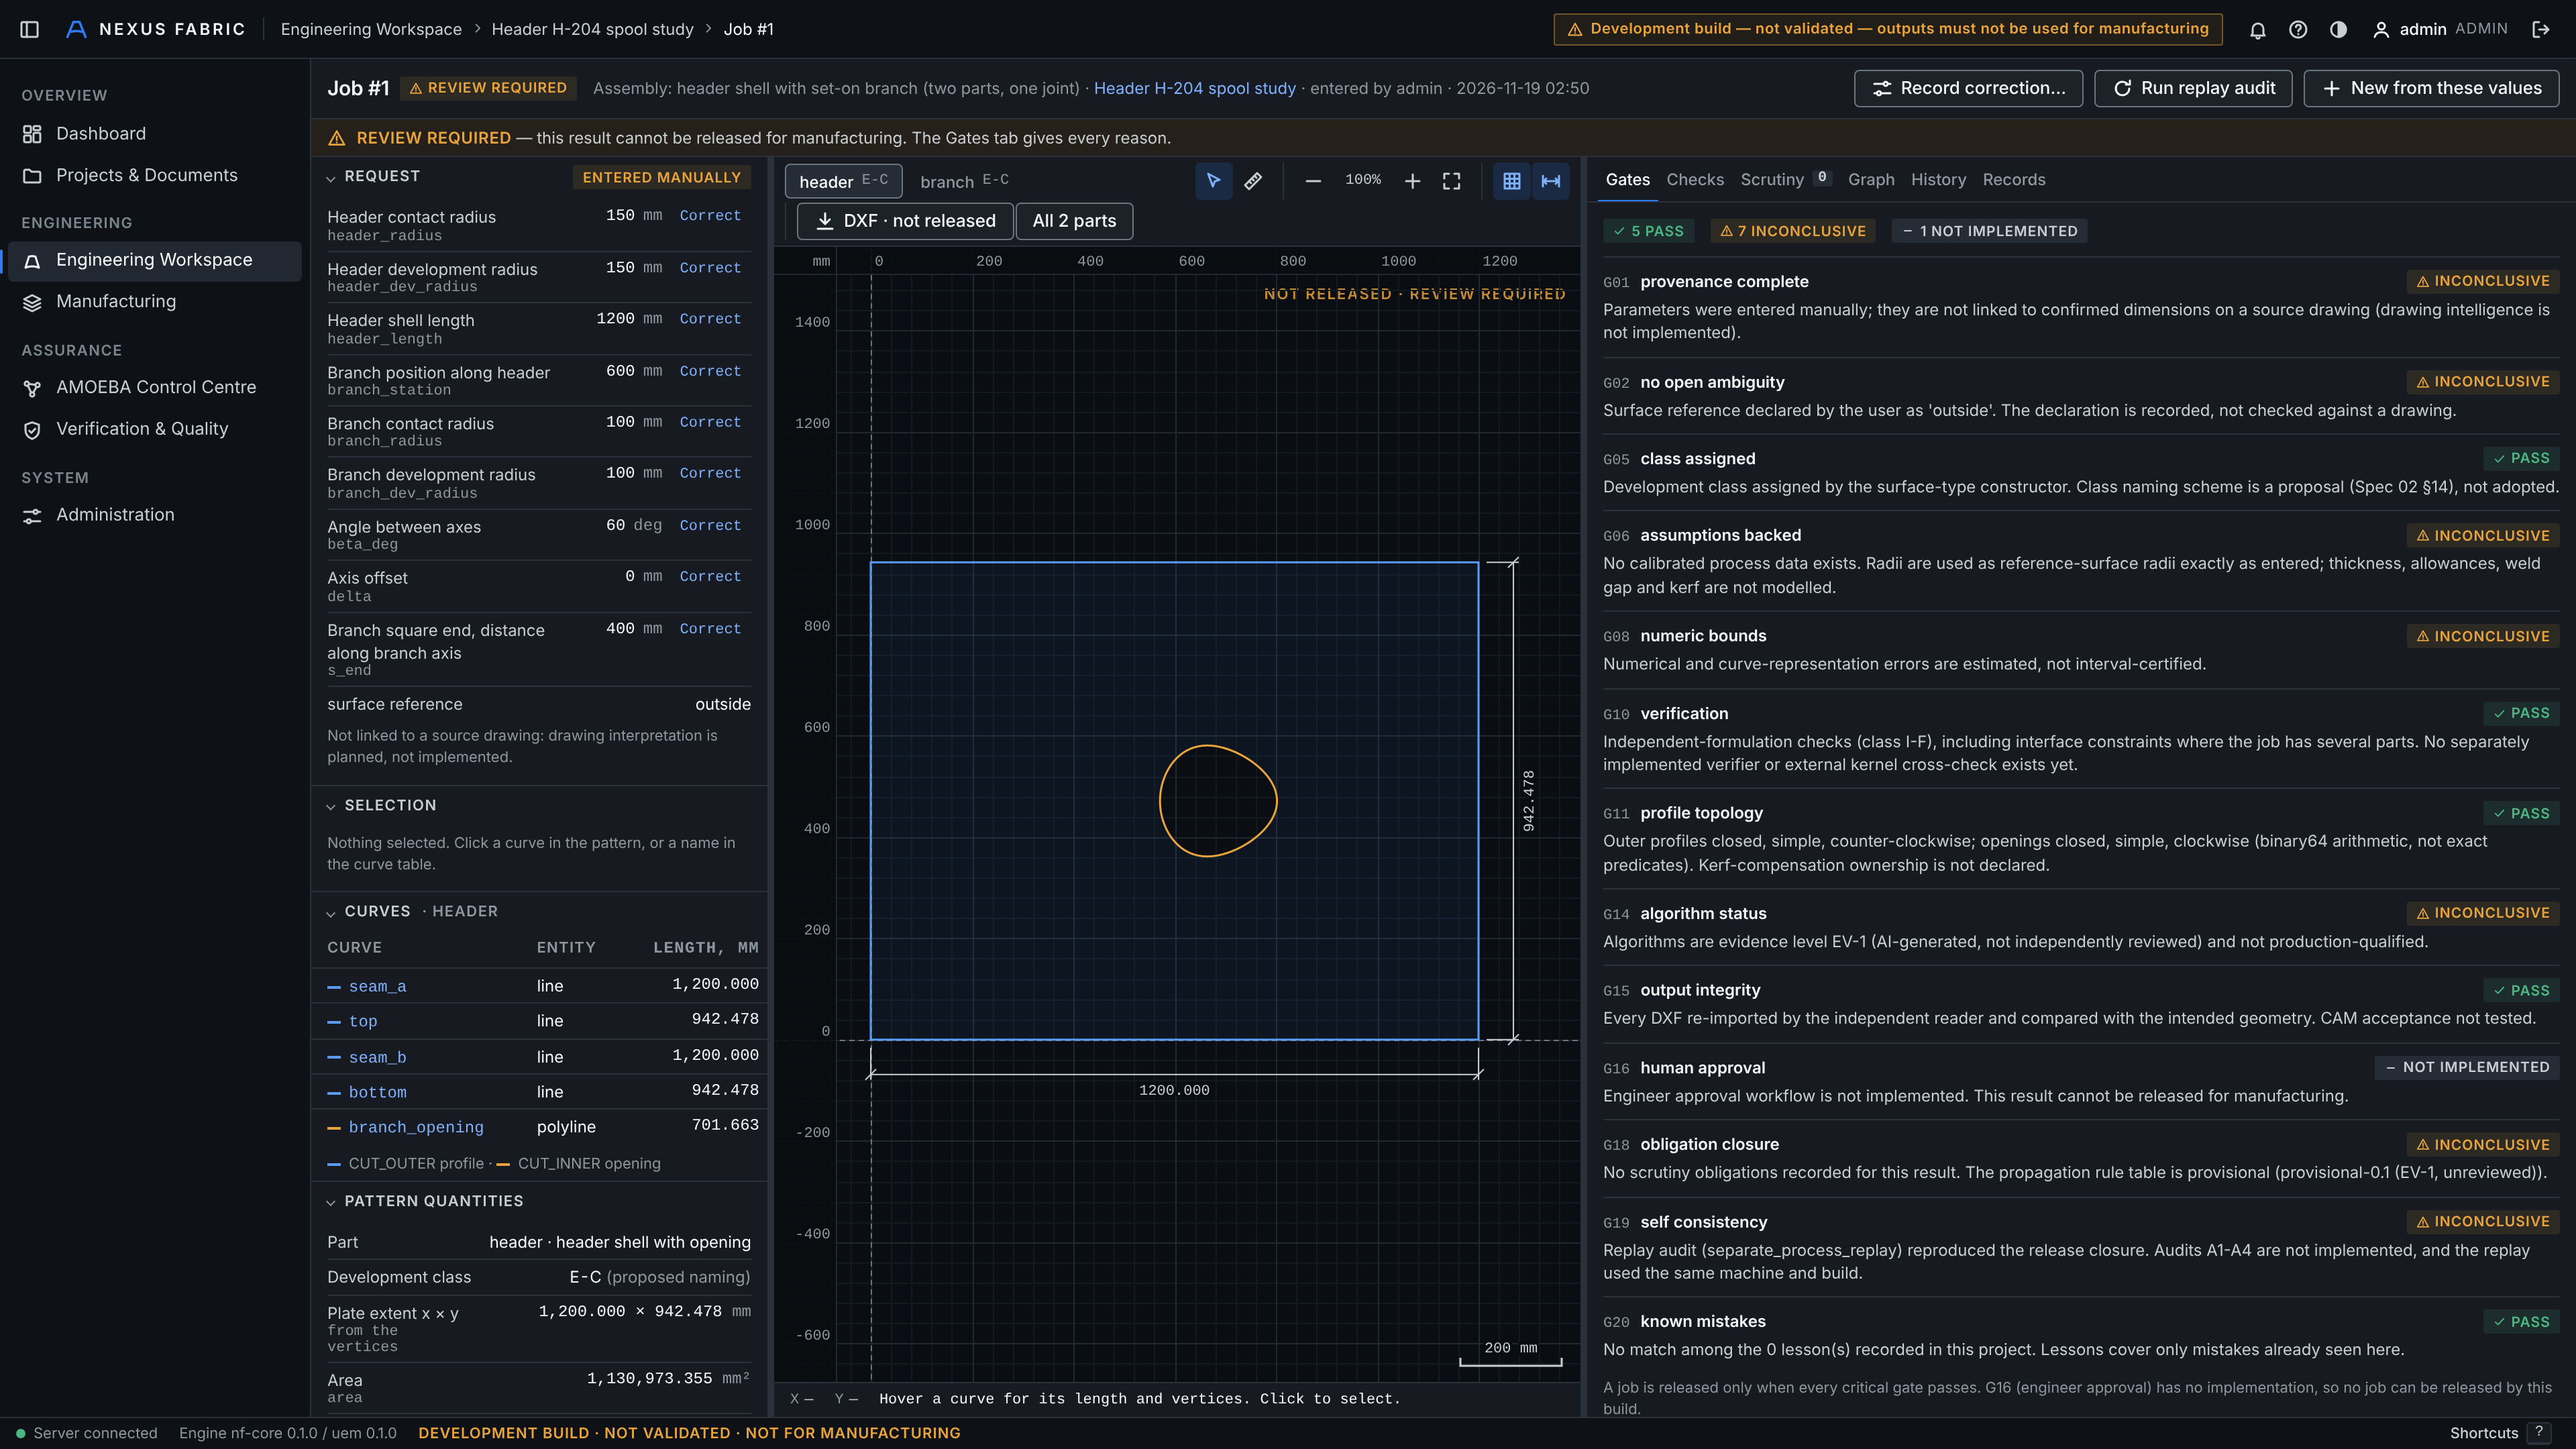 NEXUS FABRIC
Engineering Workspace > Header H-204 spool study > Job #1
Development build — not validated — outputs must not be used for manufacturing
admin ADMIN
OVERVIEW
Dashboard
Projects & Documents
ENGINEERING
Engineering Workspace
Manufacturing
ASSURANCE
AMOEBA Control Centre
Verification & Quality
SYSTEM
Administration
Job #1 REVIEW REQUIRED Assembly: header shell with set-on branch (two parts, one joint) · Header H-204 spool study · entered by admin · 2026-11-19 02:50
Record correction...
Run replay audit
New from these values
REVIEW REQUIRED — this result cannot be released for manufacturing. The Gates tab gives every reason.
REQUEST ENTERED MANUALLY
Header contact radius 150 mm Correct
header_radius
Header development radius 150 mm Correct
header_dev_radius
Header shell length 1200 mm Correct
header_length
Branch position along header 600 mm Correct
branch_station
Branch contact radius 100 mm Correct
branch_radius
Branch development radius 100 mm Correct
branch_dev_radius
Angle between axes 60 deg Correct
beta_deg
Axis offset 0 mm Correct
delta
Branch square end, distance 400 mm Correct
along branch axis
s_end
surface reference outside
Not linked to a source drawing: drawing interpretation is
planned, not implemented.
SELECTION
Nothing selected. Click a curve in the pattern, or a name in
the curve table.
CURVES · HEADER
CURVE ENTITY LENGTH, MM
seam_a line 1,200.000
top line 942.478
seam_b line 1,200.000
bottom line 942.478
branch_opening polyline 701.663
CUT_OUTER profile · CUT_INNER opening
PATTERN QUANTITIES
Part header · header shell with opening
Development class E-C (proposed naming)
Plate extent x × y 1,200.000 × 942.478 mm
from the
vertices
Area 1,130,973.355 mm²
area
header E-C branch E-C
100%
DXF · not released
All 2 parts
mm 0 200 400 600 800 1000 1200
NOT RELEASED · REVIEW REQUIRED
1400
1200
1000
800
600
400
200
0
-200
-400
-600
942.478
1200.000
200 mm
X — Y — Hover a curve for its length and vertices. Click to select.
Gates Checks Scrutiny 0 Graph History Records
5 PASS 7 INCONCLUSIVE 1 NOT IMPLEMENTED
G01 provenance complete INCONCLUSIVE
Parameters were entered manually; they are not linked to confirmed dimensions on a source drawing (drawing intelligence is
not implemented).
G02 no open ambiguity INCONCLUSIVE
Surface reference declared by the user as 'outside'. The declaration is recorded, not checked against a drawing.
G05 class assigned PASS
Development class assigned by the surface-type constructor. Class naming scheme is a proposal (Spec 02 §14), not adopted.
G06 assumptions backed INCONCLUSIVE
No calibrated process data exists. Radii are used as reference-surface radii exactly as entered; thickness, allowances, weld
gap and kerf are not modelled.
G08 numeric bounds INCONCLUSIVE
Numerical and curve-representation errors are estimated, not interval-certified.
G10 verification PASS
Independent-formulation checks (class I-F), including interface constraints where the job has several parts. No separately
implemented verifier or external kernel cross-check exists yet.
G11 profile topology PASS
Outer profiles closed, simple, counter-clockwise; openings closed, simple, clockwise (binary64 arithmetic, not exact
predicates). Kerf-compensation ownership is not declared.
G14 algorithm status INCONCLUSIVE
Algorithms are evidence level EV-1 (AI-generated, not independently reviewed) and not production-qualified.
G15 output integrity PASS
Every DXF re-imported by the independent reader and compared with the intended geometry. CAM acceptance not tested.
G16 human approval NOT IMPLEMENTED
Engineer approval workflow is not implemented. This result cannot be released for manufacturing.
G18 obligation closure INCONCLUSIVE
No scrutiny obligations recorded for this result. The propagation rule table is provisional (provisional-0.1 (EV-1, unreviewed)).
G19 self consistency INCONCLUSIVE
Replay audit (separate_process_replay) reproduced the release closure. Audits A1-A4 are not implemented, and the replay
used the same machine and build.
G20 known mistakes PASS
No match among the 0 lesson(s) recorded in this project. Lessons cover only mistakes already seen here.
A job is released only when every critical gate passes. G16 (engineer approval) has no implementation, so no job can be released by this
build.
Server connected Engine nf-core 0.1.0 / uem 0.1.0 DEVELOPMENT BUILD · NOT VALIDATED · NOT FOR MANUFACTURING
Shortcuts ?